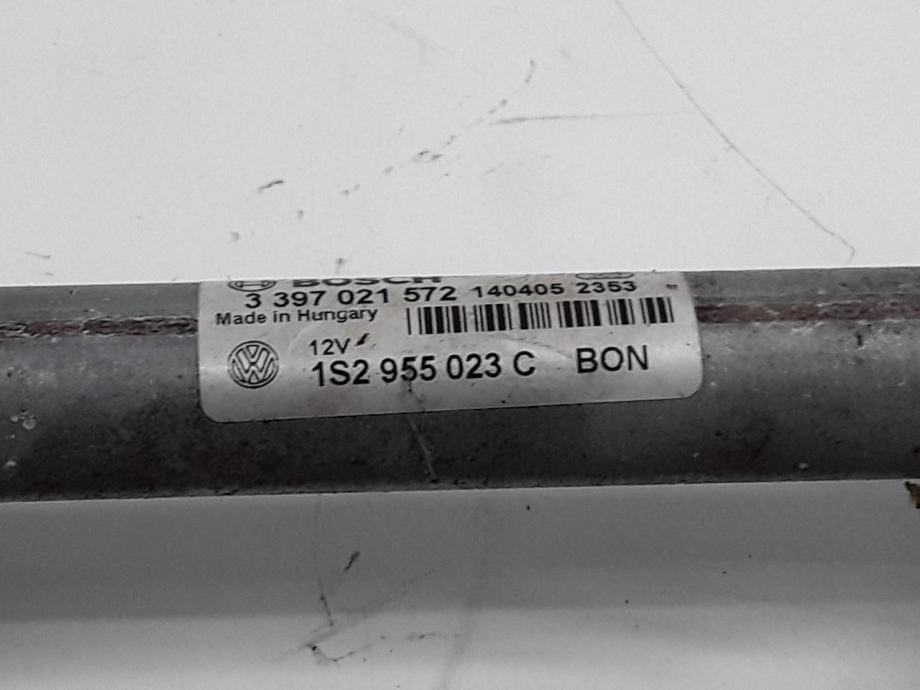 BOSCH
3 397 021 572 140405 2353
Made in Hungary
12V
1S2 955 023 C BON